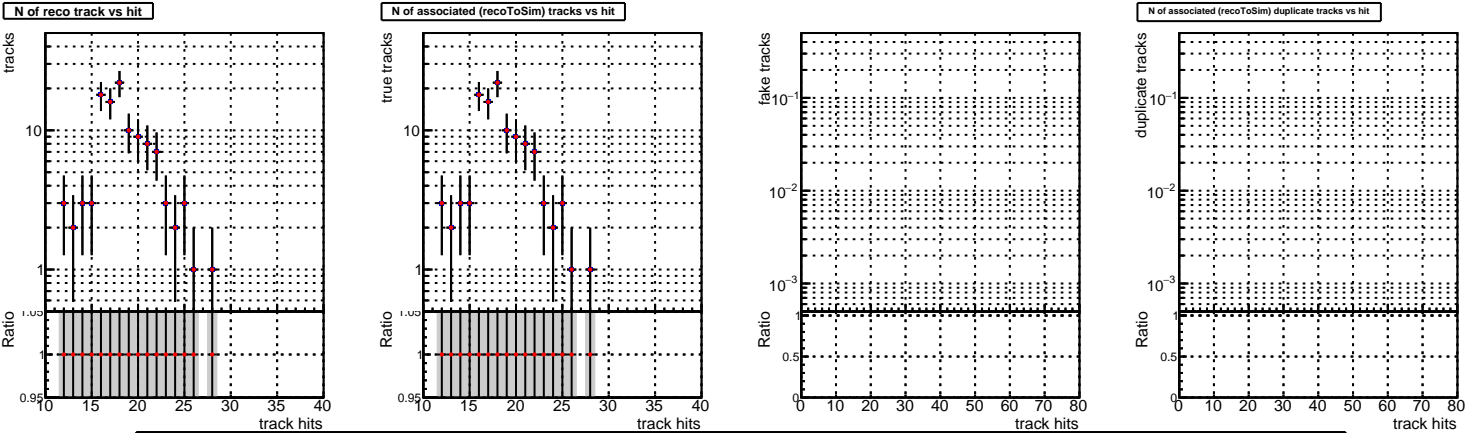 N of reco track vs hit
tracks
10
1
Ratio
1.05
1
0.95
10 15 20 25 30 35 40
track hits
N of associated (recoToSim) tracks vs hit
true tracks
10
1
Ratio
1.05
1
0.95
10 15 20 25 30 35 40
track hits
fake tracks
10−1
10−2
10−3
Ratio
1
0.5
0
0 10 20 30 40 50 60 70 80
track hits
N of associated (recoToSim) duplicate tracks vs hit
duplicate tracks
10−1
10−2
10−3
Ratio
1
0.5
0
0 10 20 30 40 50 60 70 80
track hits